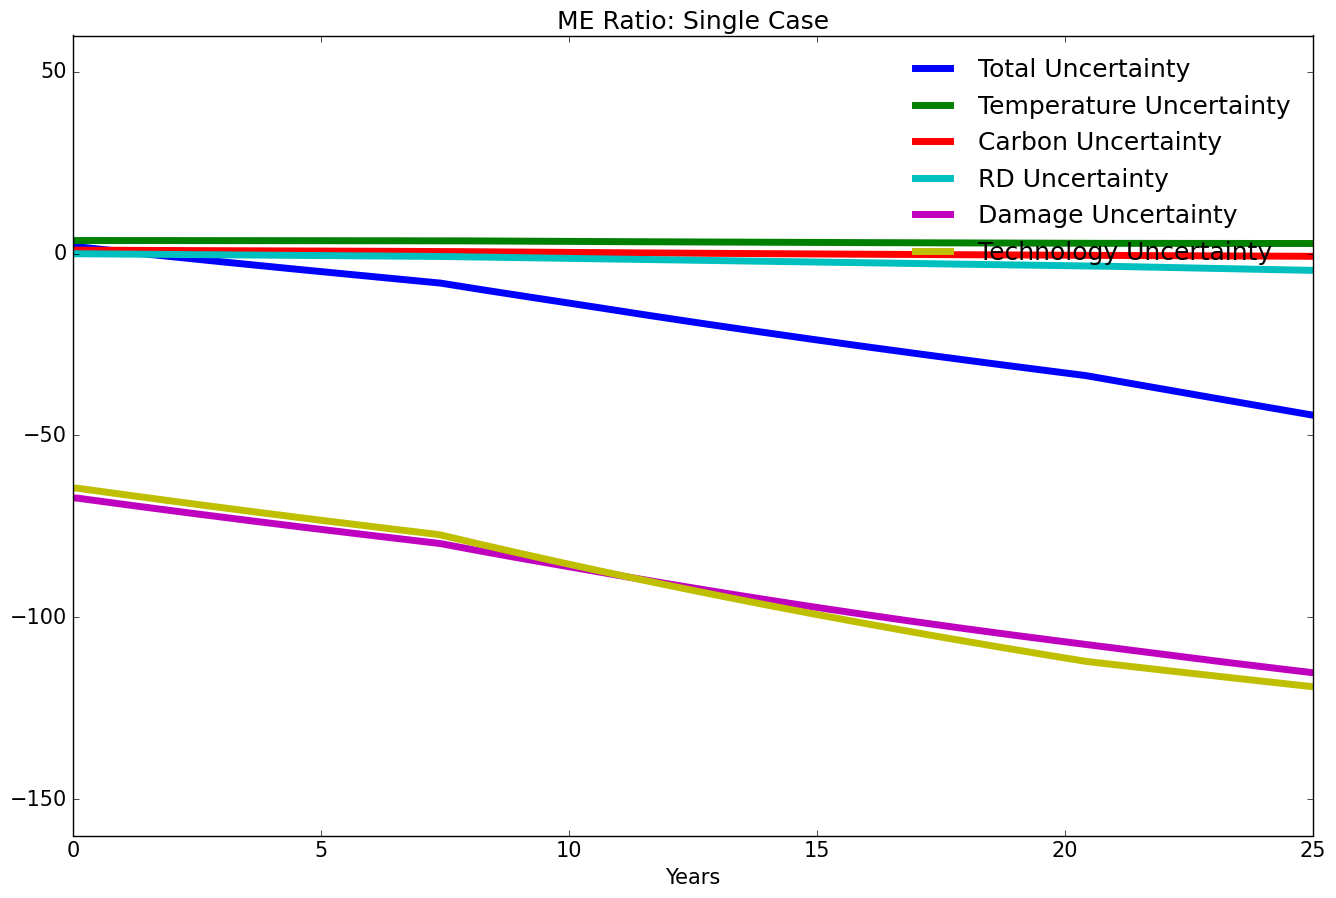 ME Ratio: Single Case
50
0
−50
−100
−150
Total Uncertainty
Temperature Uncertainty
Carbon Uncertainty
RD Uncertainty
Damage Uncertainty
Technology Uncertainty
0 5 10 15 20 25
Years